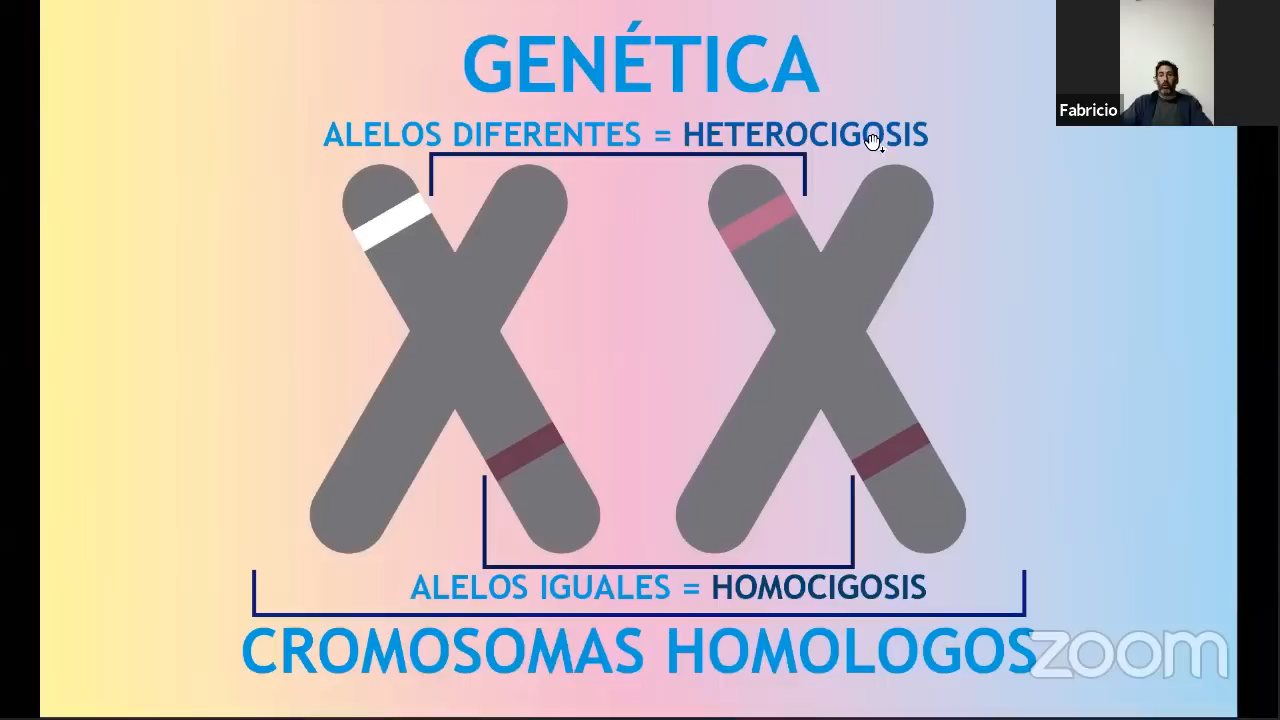 GENÉTICA
Fabricio
ALELOS DIFERENTES = HETEROCIGOSIS
ALELOS IGUALES = HOMOCIGOSIS
CROMOSOMAS HOMOLOGOS
zoom